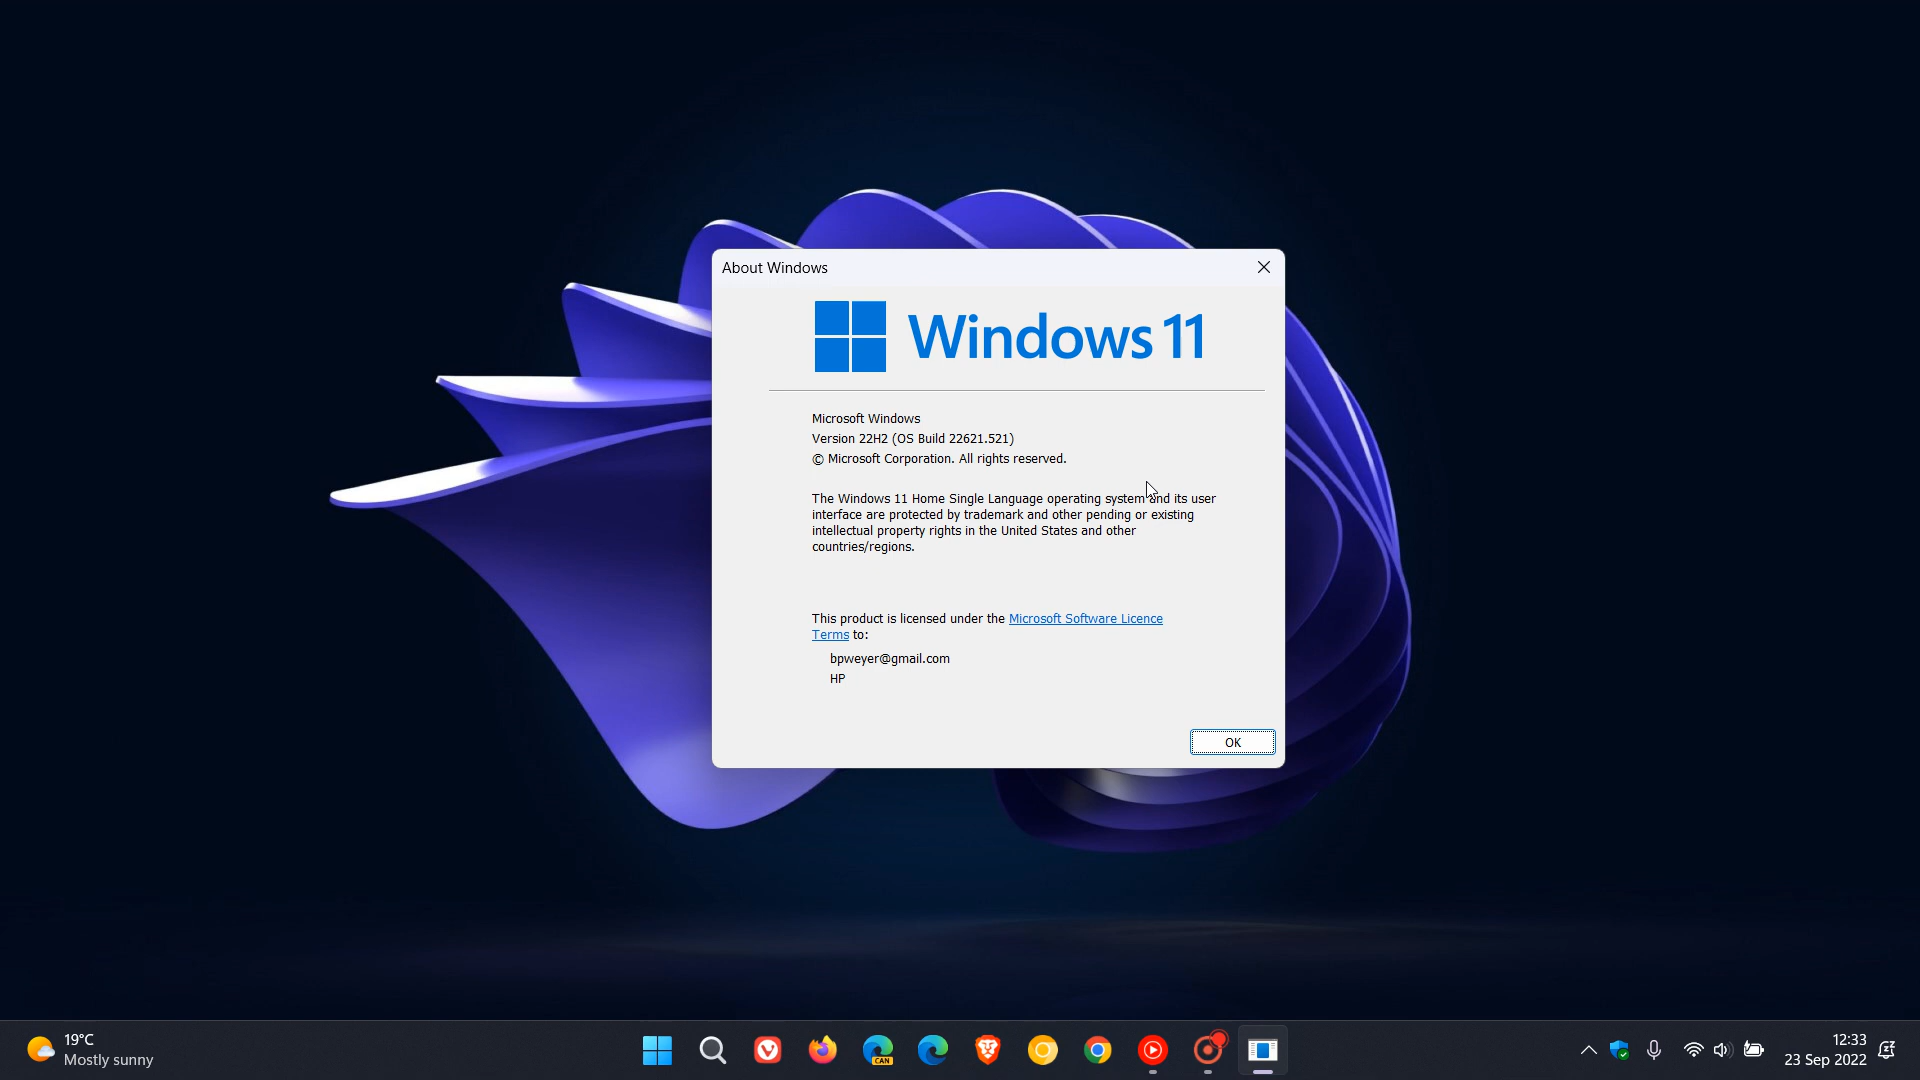 About Windows
Windows 11
Microsoft Windows
Version 22H2 (OS Build 22621.521)
© Microsoft Corporation. All rights reserved.
The Windows 11 Home Single Language operating system and its user
interface are protected by trademark and other pending or existing
intellectual property rights in the United States and other
countries/regions.
This product is licensed under the Microsoft Software Licence
Terms to:
bpweyer@gmail.com
HP
OK
19°C
Mostly sunny
CAN
12:33
23 Sep 2022